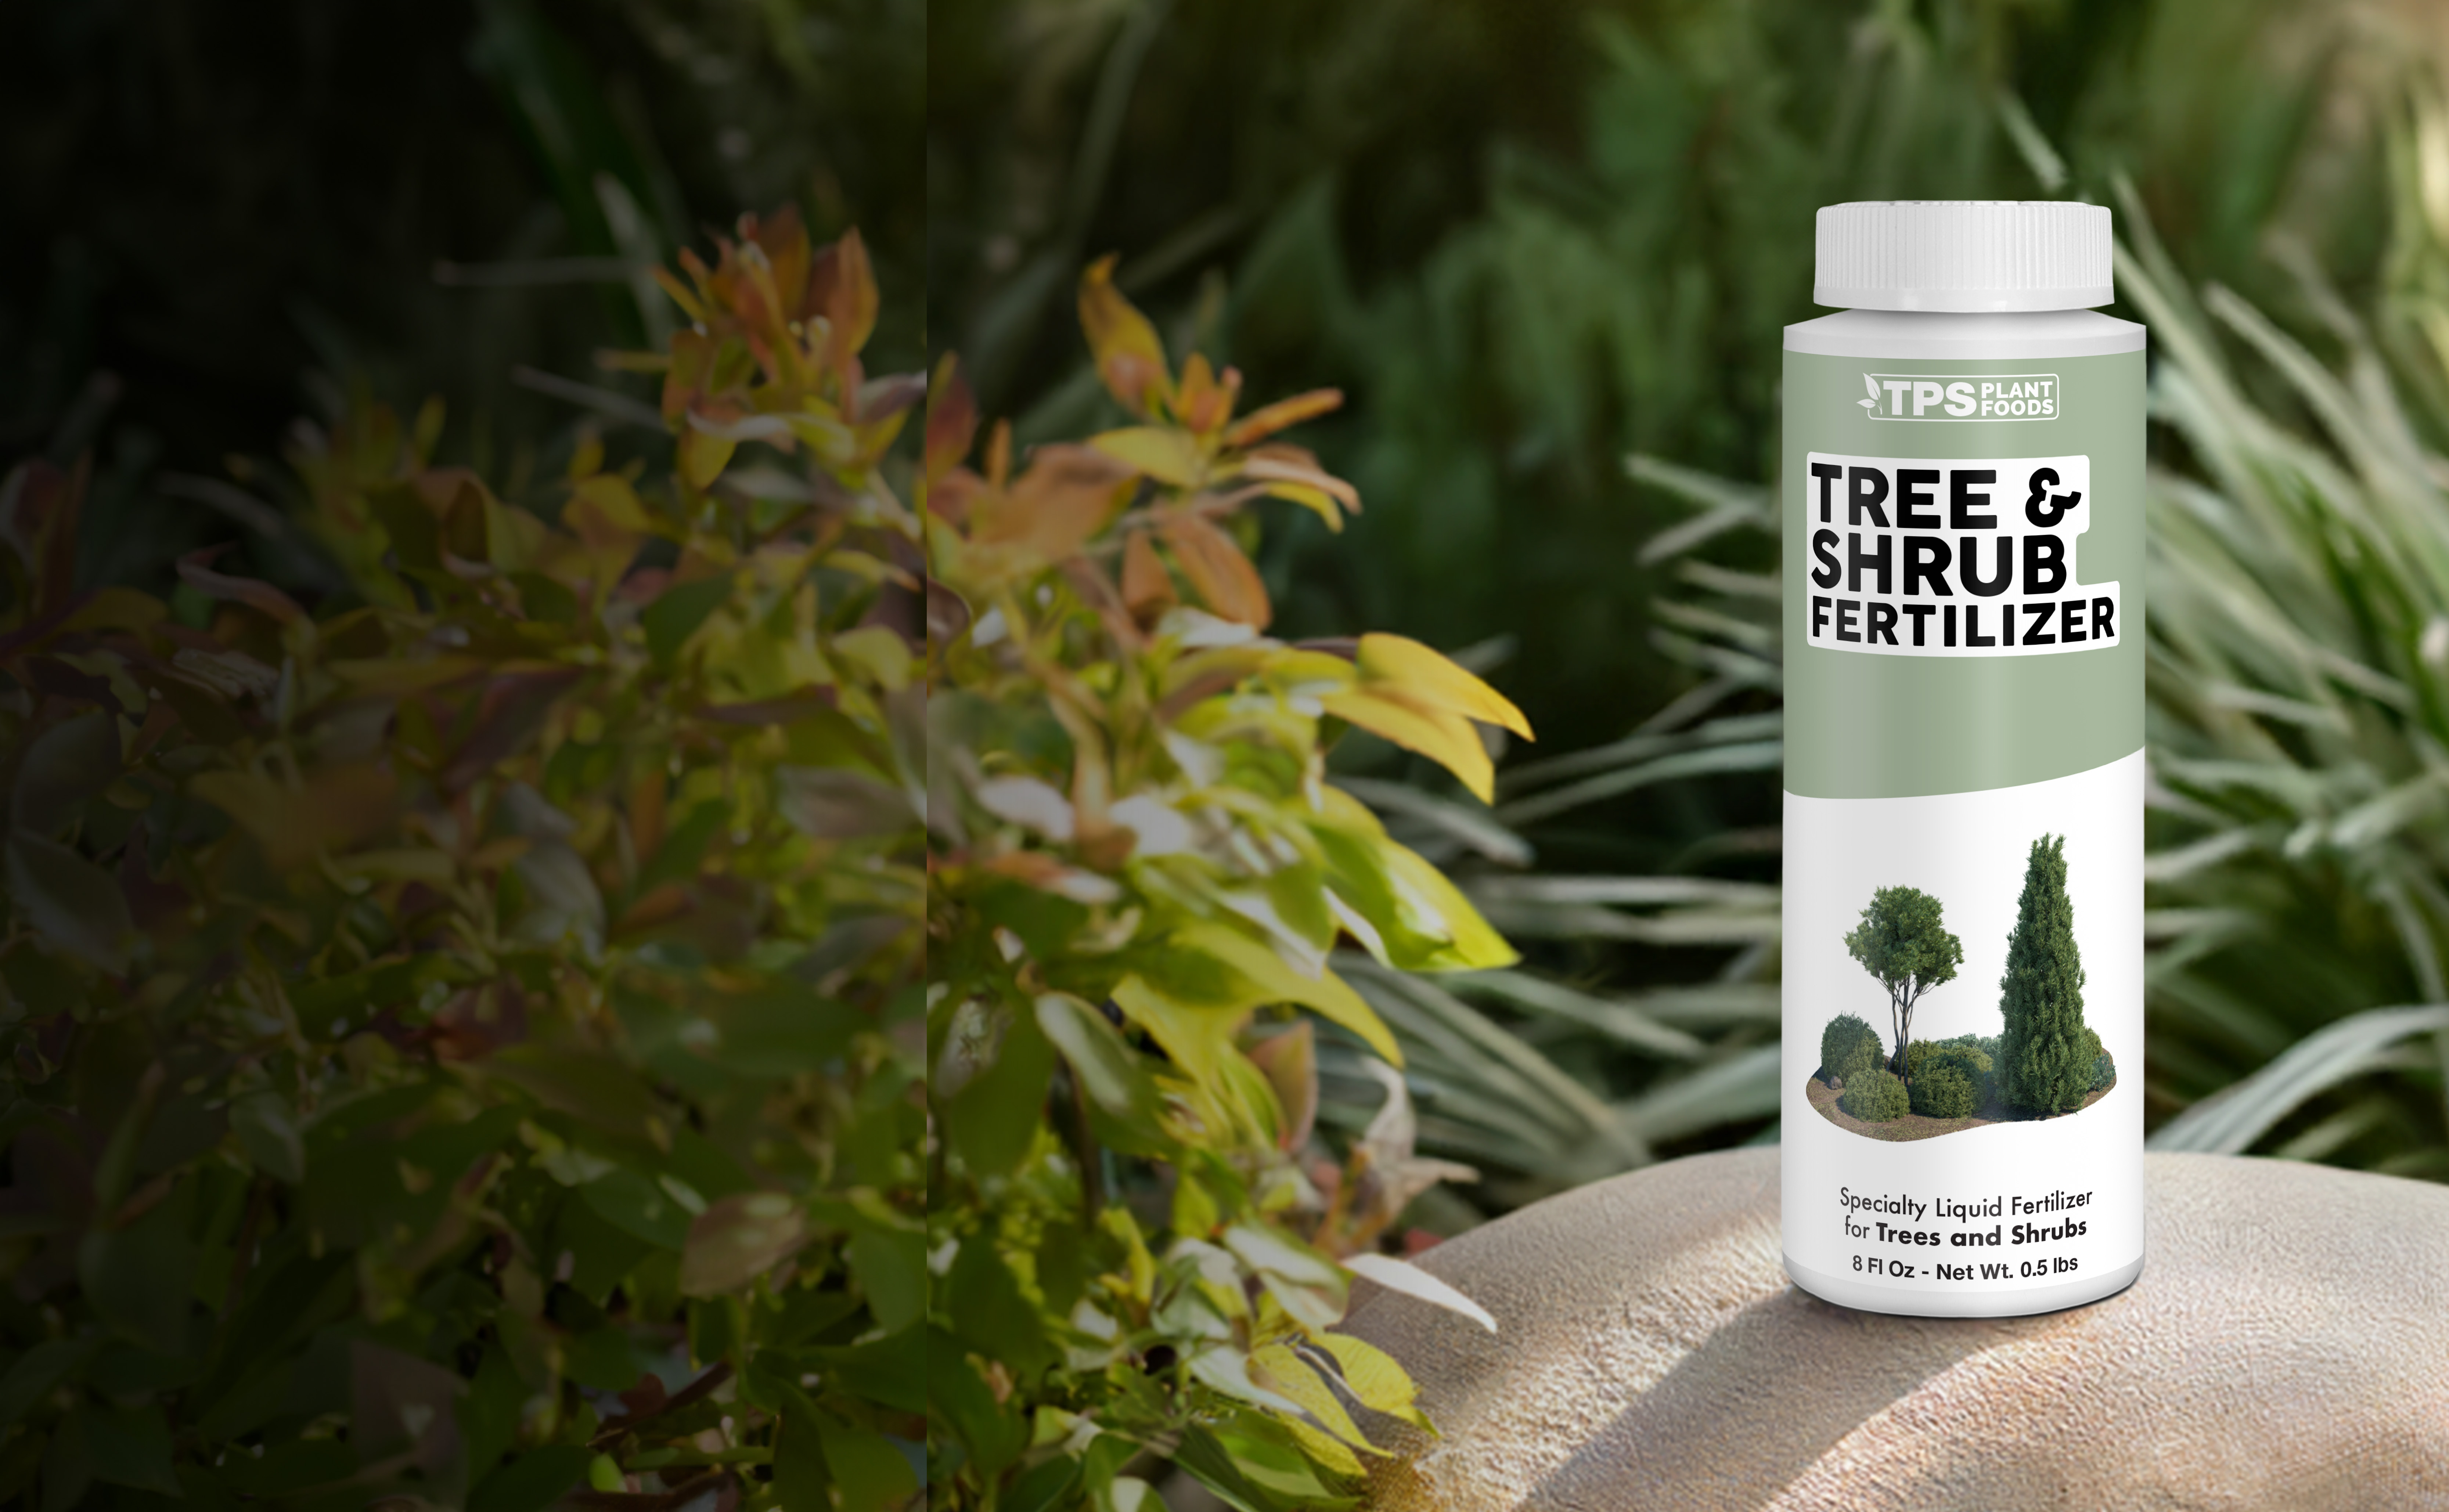 TPS PLANT FOODS
TREE &
SHRUB
FERTILIZER
Specialty Liquid Fertilizer
for Trees and Shrubs
8 Fl Oz - Net Wt. 0.5 lbs